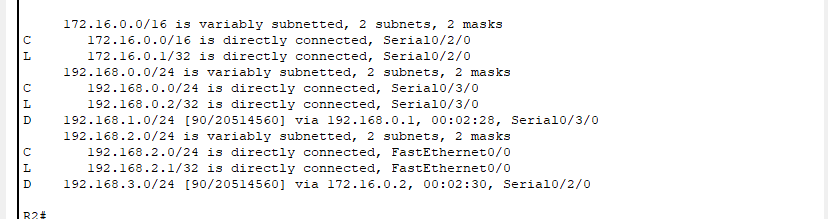 172.16.0.0/16 is variably subnetted, 2 subnets, 2 masks
C 172.16.0.0/16 is directly connected, Serial0/2/0
L 172.16.0.1/32 is directly connected, Serial0/2/0
192.168.0.0/24 is variably subnetted, 2 subnets, 2 masks
C 192.168.0.0/24 is directly connected, Serial0/3/0
L 192.168.0.2/32 is directly connected, Serial0/3/0
D 192.168.1.0/24 [90/20514560] via 192.168.0.1, 00:02:28, Serial0/3/0
192.168.2.0/24 is variably subnetted, 2 subnets, 2 masks
C 192.168.2.0/24 is directly connected, FastEthernet0/0
L 192.168.2.1/32 is directly connected, FastEthernet0/0
D 192.168.3.0/24 [90/20514560] via 172.16.0.2, 00:02:30, Serial0/2/0
R2#